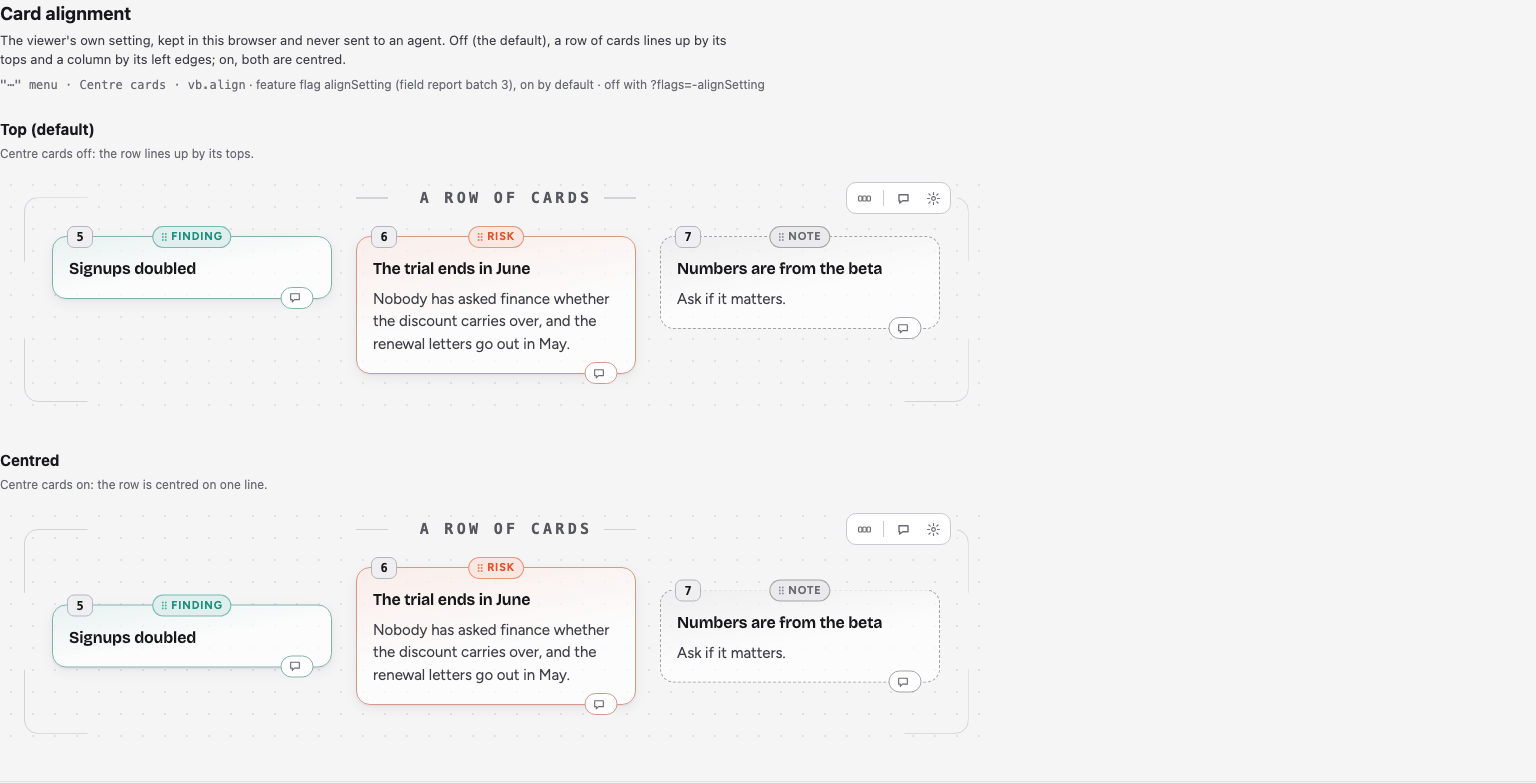 Card alignment
The viewer's own setting, kept in this browser and never sent to an agent. Off (the default), a row of cards lines up by its
tops and a column by its left edges; on, both are centred.
"⋯" menu · Centre cards · vb.align · feature flag alignSetting (field report batch 3), on by default · off with ?flags=-alignSetting
Top (default)
Centre cards off: the row lines up by its tops.
A ROW OF CARDS
5 FINDING
Signups doubled
6 RISK
The trial ends in June
Nobody has asked finance whether
the discount carries over, and the
renewal letters go out in May.
7 NOTE
Numbers are from the beta
Ask if it matters.
Centred
Centre cards on: the row is centred on one line.
A ROW OF CARDS
5 FINDING
Signups doubled
6 RISK
The trial ends in June
Nobody has asked finance whether
the discount carries over, and the
renewal letters go out in May.
7 NOTE
Numbers are from the beta
Ask if it matters.